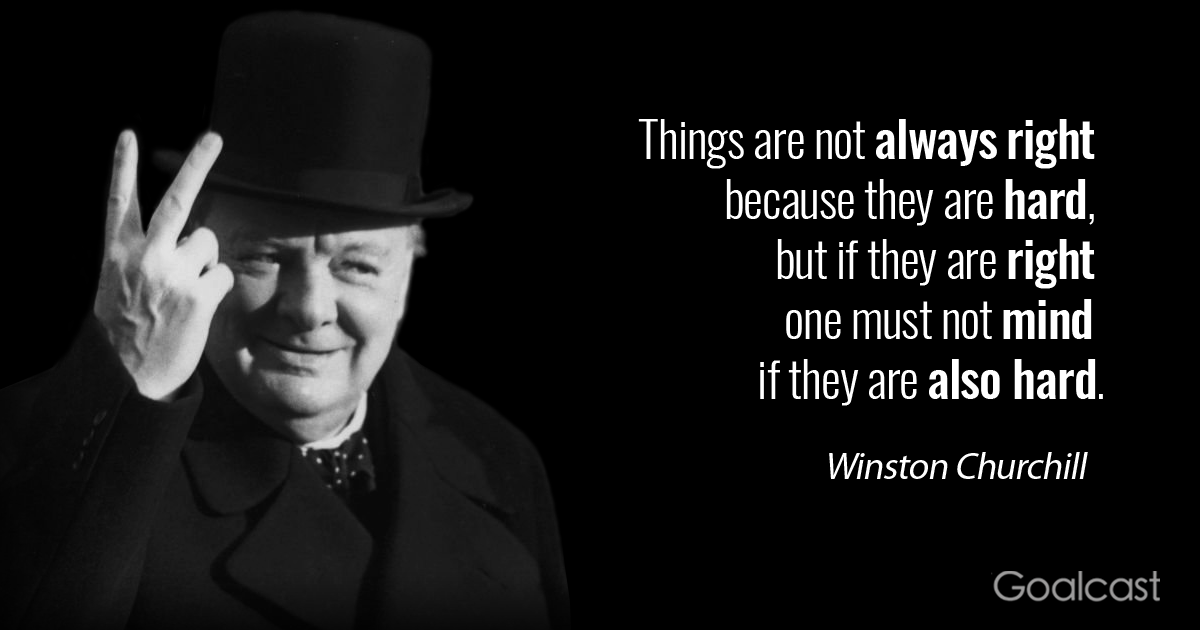 Things are not always right
because they are hard,
but if they are right
one must not mind
if they are also hard.
Winston Churchill
Goalcast